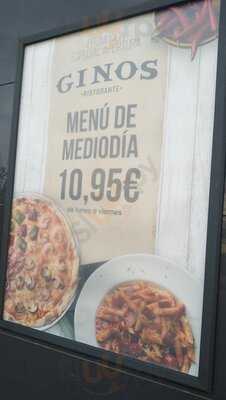 GINOS
RISTORANTE
MENÚ DE
MEDIODÍA
10,95€
de lunes a viernes